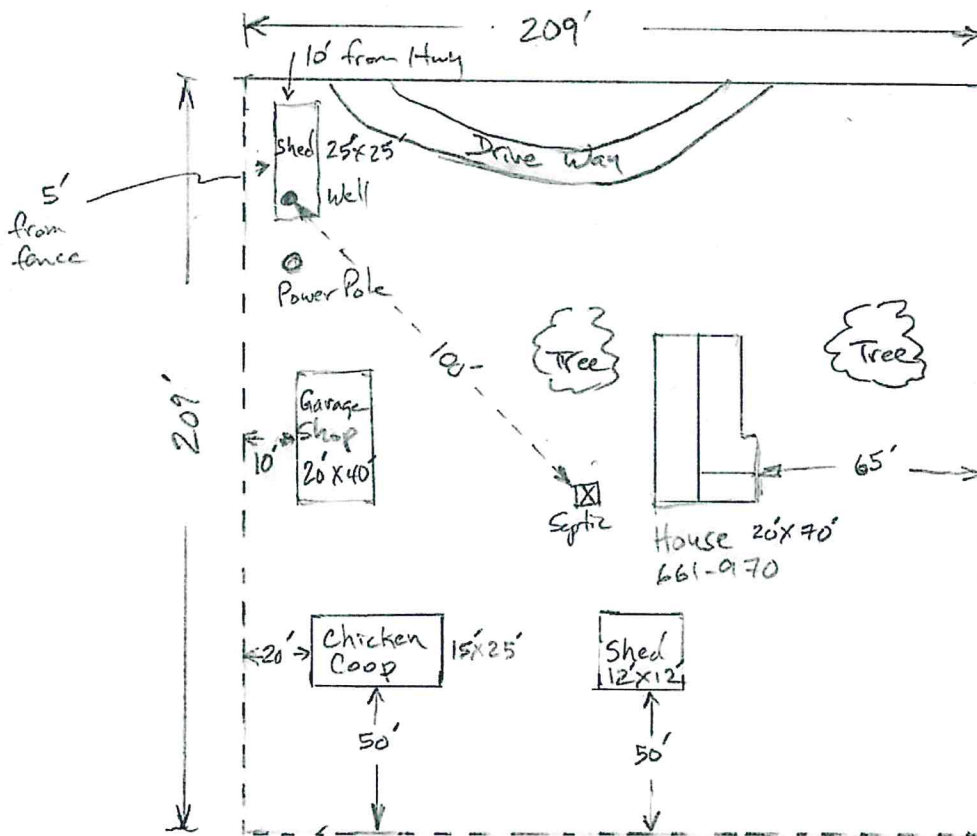 209'
10' from Hwy
Shed
25'x25'
Drive Way
5'
from
fence
Well
Power Pole
Tree
Tree
209'
Garage
Shop
20'x40'
10'
65'
Septic
House 20'x70'
661-970
20'
Chicken
Coop
15'x25'
Shed
12'x12'
50'
50'